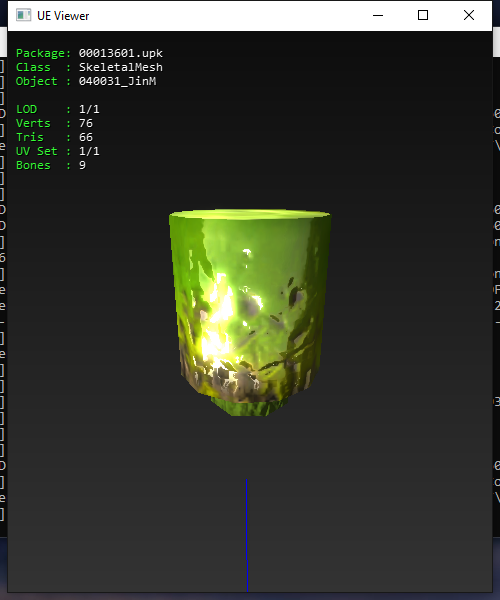 UE Viewer
Package: 00013601.upk
Class  : SkeletalMesh
Object : 040031_JinM
LOD    : 1/1
Verts  : 76
Tris   : 66
UV Set : 1/1
Bones  : 9